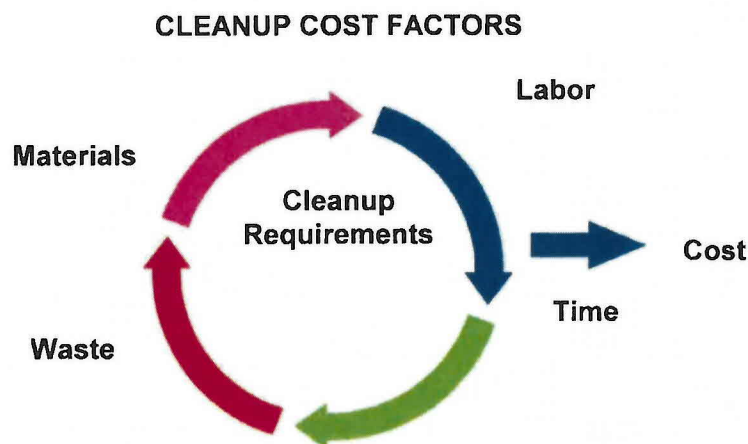 CLEANUP COST FACTORS
Labor
Materials
Cleanup
Requirements
Cost
Time
Waste